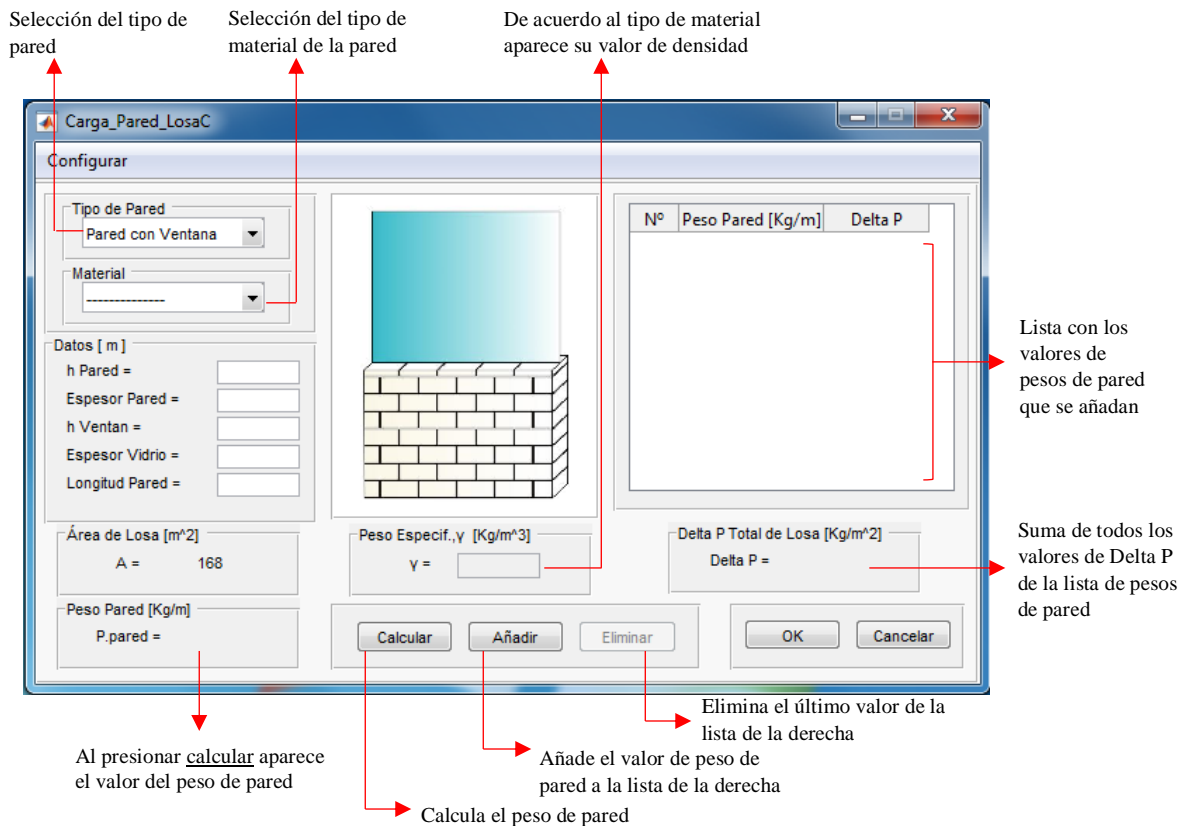 Selección del tipo de
pared
Selección del tipo de
material de la pared
De acuerdo al tipo de material
aparece su valor de densidad
Carga_Pared_LosaC
Configurar
Tipo de Pared
Pared con Ventana
Material
--------------
Datos [ m ]
h Pared =
Espesor Pared =
h Ventan =
Espesor Vidrio =
Longitud Pared =
Nº Peso Pared [Kg/m] Delta P
Lista con los
valores de
pesos de pared
que se añadan
Área de Losa [m^2]
A = 168
Peso Especif.,γ [Kg/m^3]
γ =
Delta P Total de Losa [Kg/m^2]
Delta P =
Suma de todos los
valores de Delta P
de la lista de pesos
de pared
Peso Pared [Kg/m]
P.pared =
Calcular Añadir Eliminar
OK Cancelar
Elimina el último valor de la
lista de la derecha
Al presionar calcular aparece
el valor del peso de pared
Añade el valor de peso de
pared a la lista de la derecha
Calcula el peso de pared